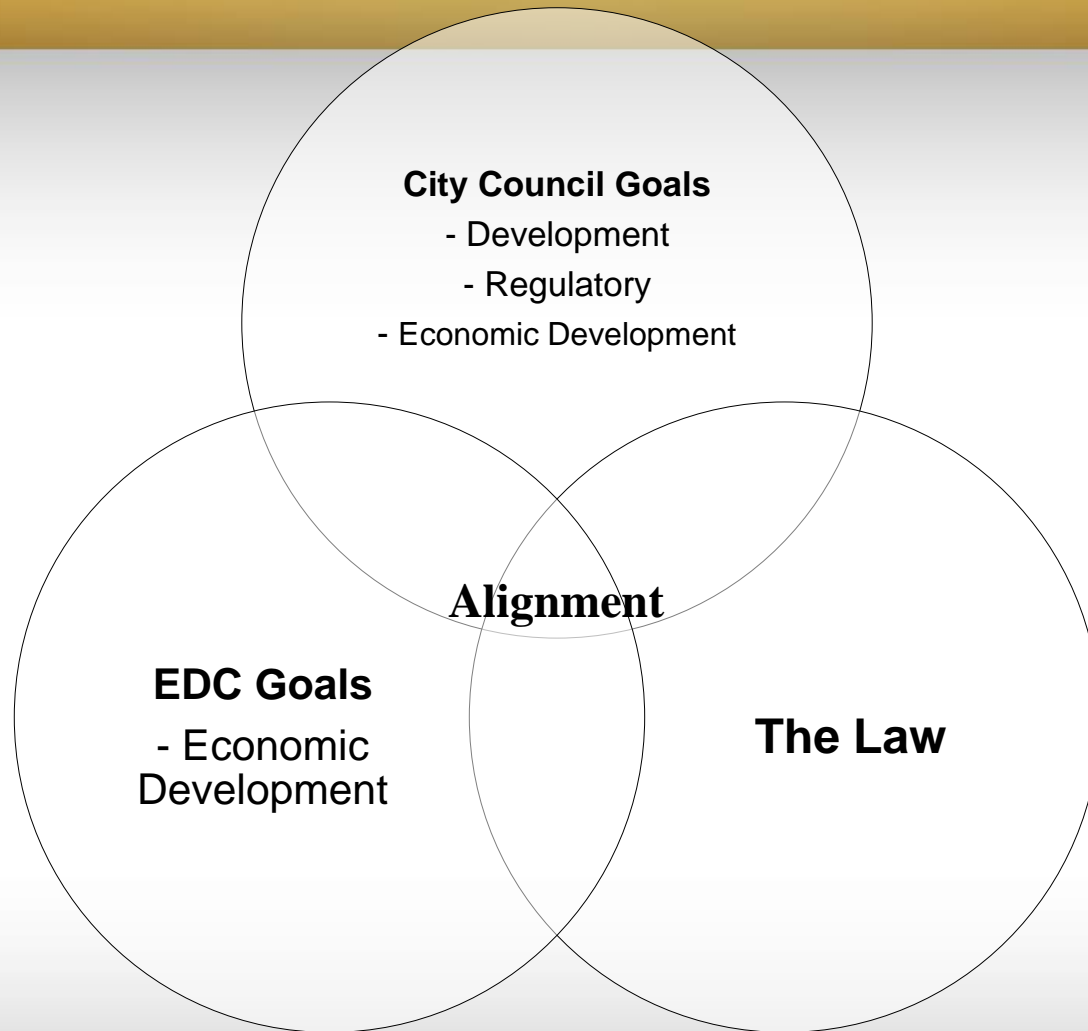 City Council Goals
- Development
- Regulatory
- Economic Development
Alignment
EDC Goals
- Economic
Development
The Law